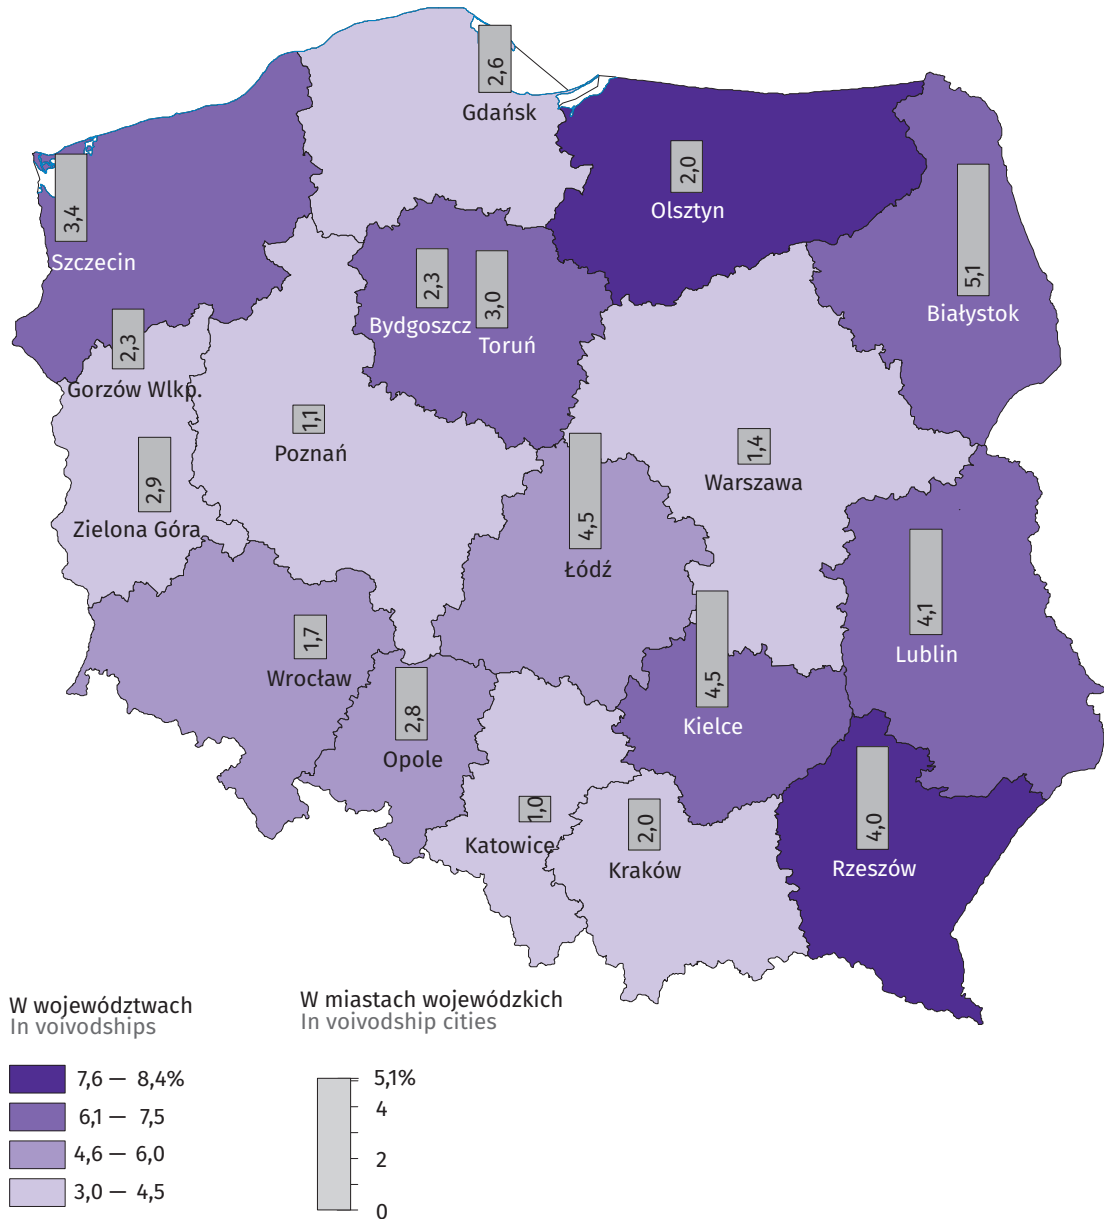 2,6
Gdańsk
2,0
Olsztyn
5,1
Białystok
3,4
Szczecin
2,3
Bydgoszcz
3,0
Toruń
2,3
Gorzów Wlkp.
1,1
Poznań
1,4
Warszawa
2,9
Zielona Góra
4,5
Łódź
4,1
Lublin
1,7
Wrocław
4,5
Kielce
2,8
Opole
1,0
Katowice
2,0
Kraków
4,0
Rzeszów
W województwach
In voivodships
7,6 — 8,4%
6,1 — 7,5
4,6 — 6,0
3,0 — 4,5
W miastach wojewódzkich
In voivodship cities
5,1%
4
2
0